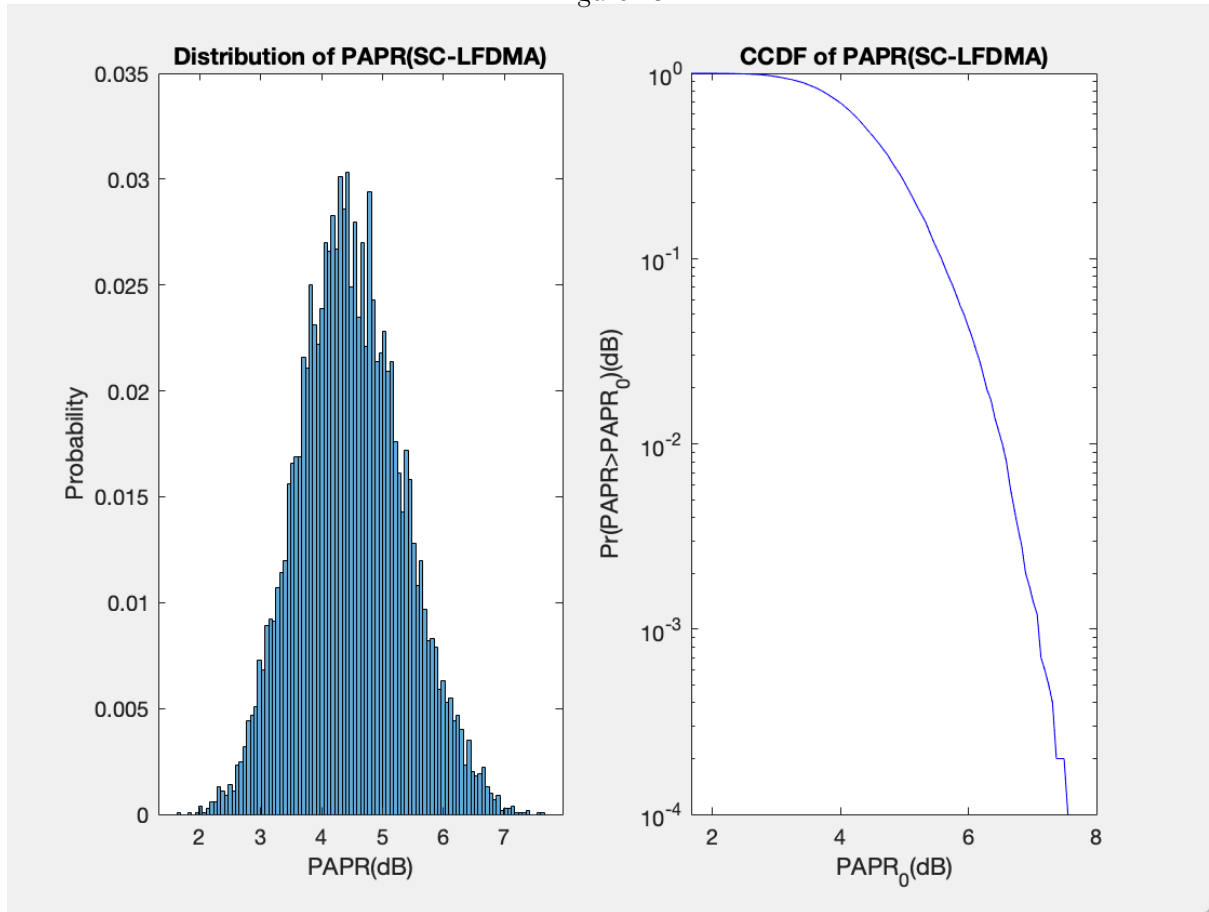 Distribution of PAPR(SC-LFDMA)
0.035
0.03
0.025
0.02
0.015
0.01
0.005
0
Probability
2 3 4 5 6 7
PAPR(dB)
CCDF of PAPR(SC-LFDMA)
10^0
10^-1
10^-2
10^-3
10^-4
Pr(PAPR>PAPR_0)(dB)
2 4 6 8
PAPR_0(dB)